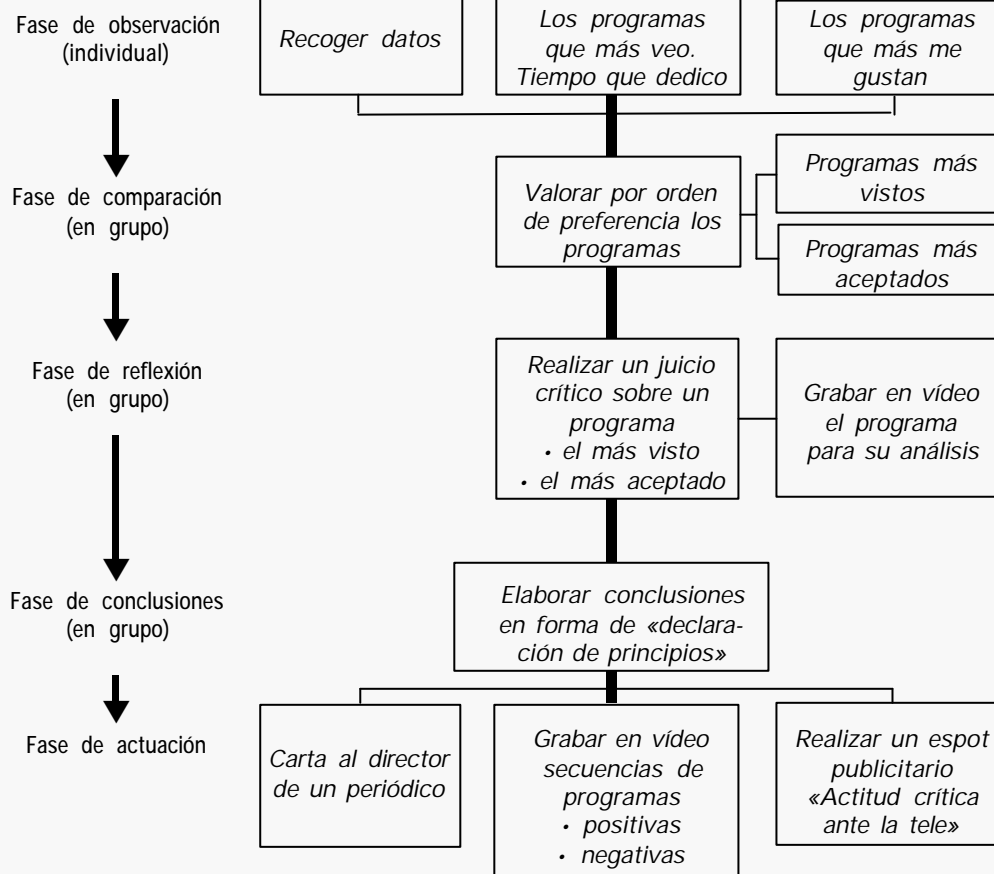 Fase de observación
(individual)
Recoger datos
Los programas
que más veo.
Tiempo que dedico
Los programas
que más me
gustan
Fase de comparación
(en grupo)
Valorar por orden
de preferencia los
programas
Programas más
vistos
Programas más
aceptados
Fase de reflexión
(en grupo)
Realizar un juicio
crítico sobre un
programa
• el más visto
• el más aceptado
Grabar en vídeo
el programa
para su análisis
Fase de conclusiones
(en grupo)
Elaborar conclusiones
en forma de «declara-
ción de principios»
Fase de actuación
Carta al director
de un periódico
Grabar en vídeo
secuencias de
programas
• positivas
• negativas
Realizar un espot
publicitario
«Actitud crítica
ante la tele»